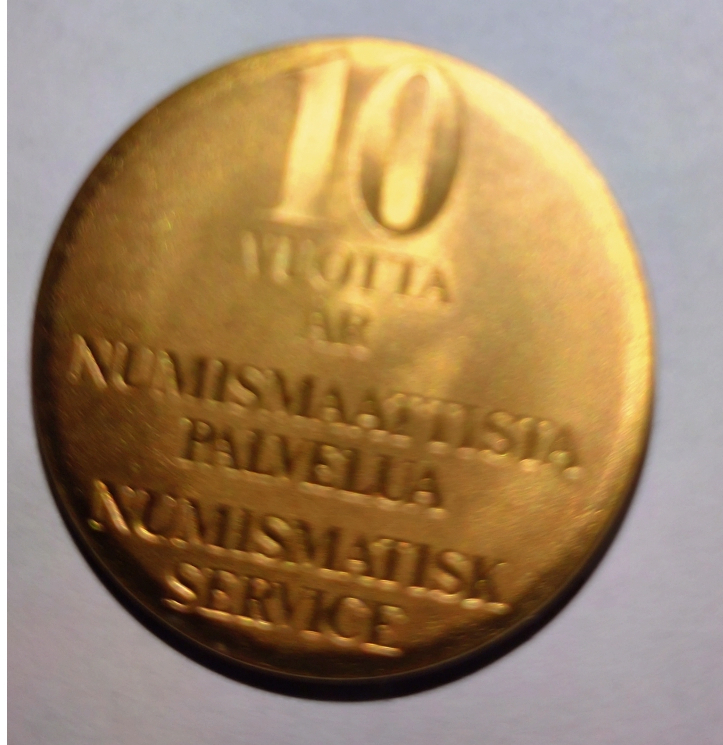 10
VUOTTA
ÅR
NUMISMAATTISTA
PALVELUA
NUMISMATISK
SERVICE